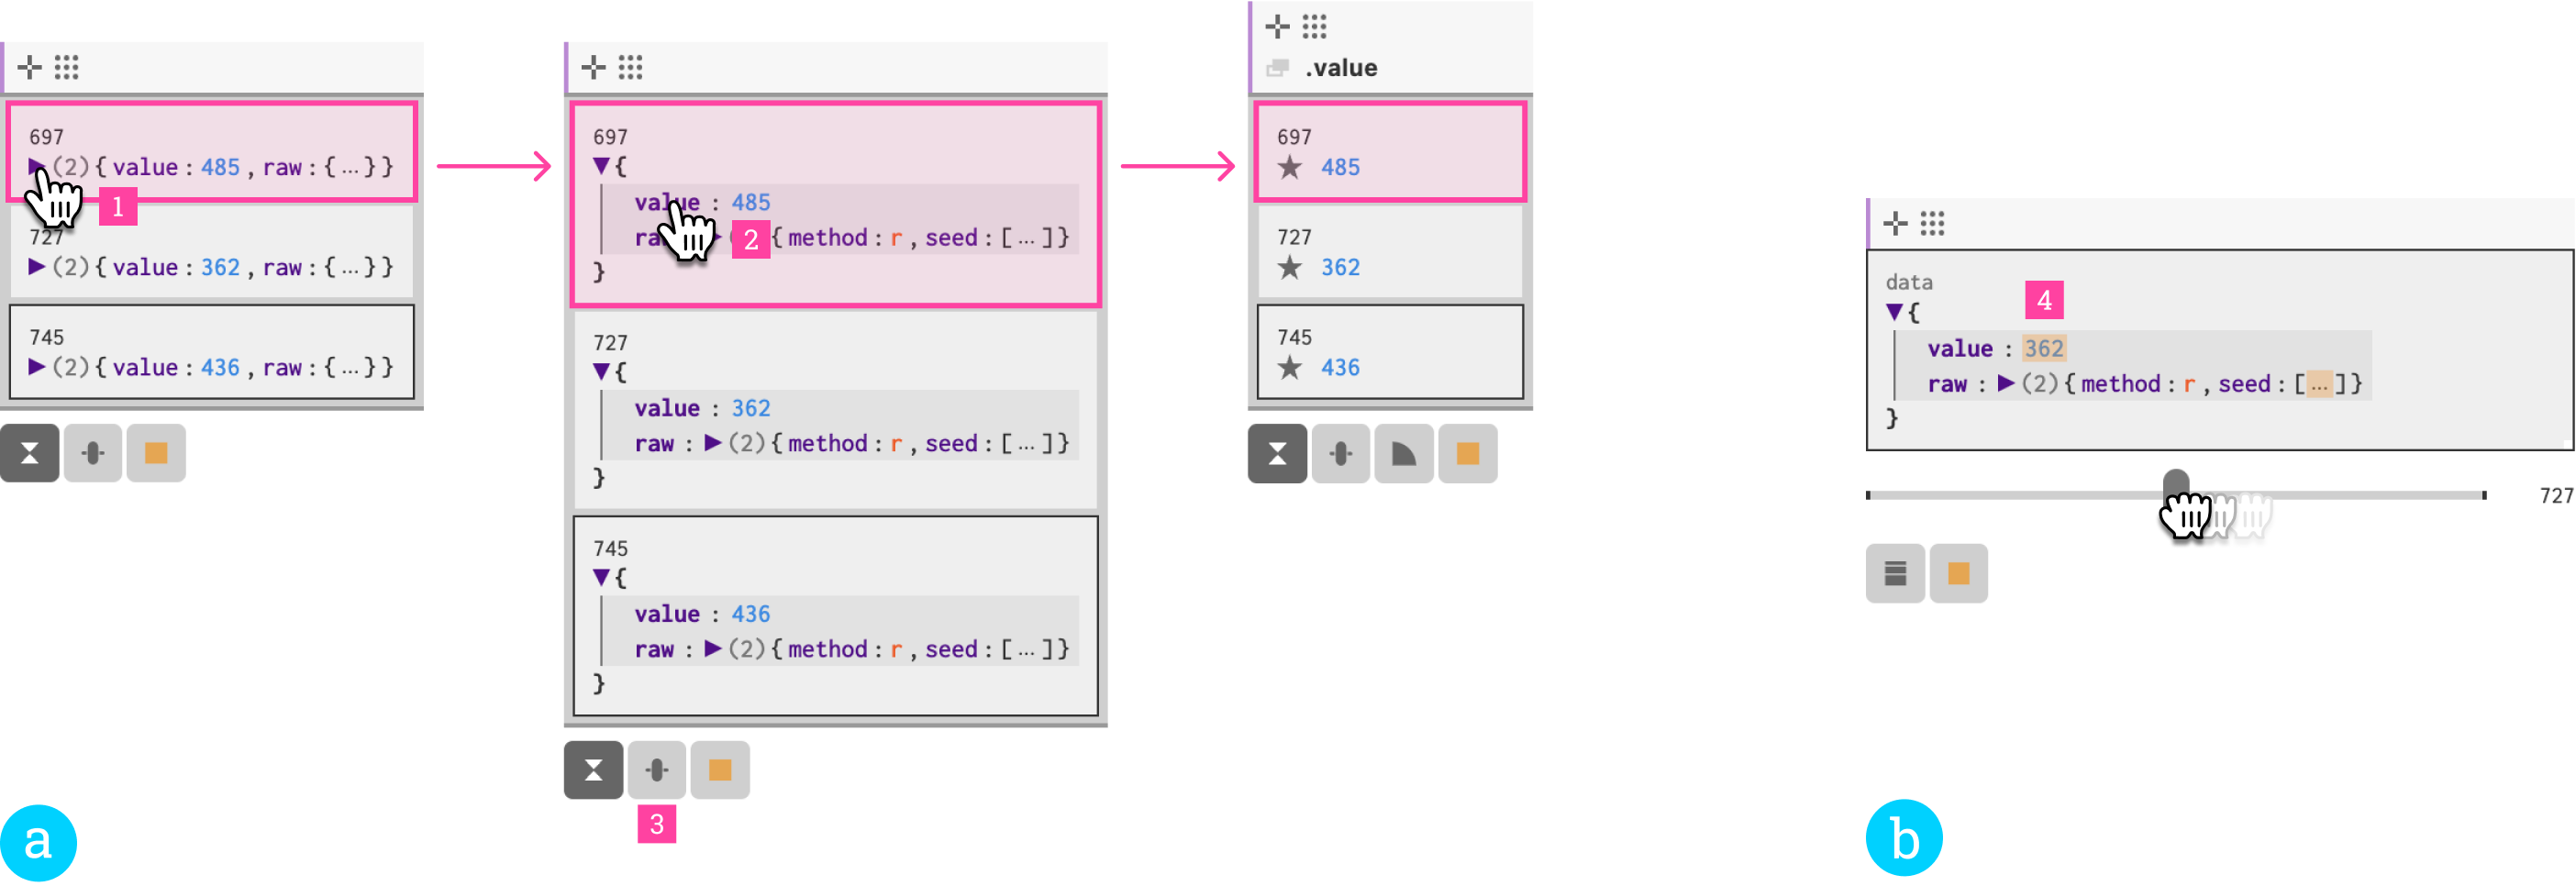 697
▶(2){value:485,raw:{…}}
1
727
▶(2){value:362,raw:{…}}
745
▶(2){value:436,raw:{…}}
697
▼{
value : 485
2
{method:r,seed:[…]}
}
727
▼{
value : 362
raw : ▶(2){method:r,seed:[…]}
}
745
▼{
value : 436
raw : ▶(2){method:r,seed:[…]}
}
3
.value
697
★ 485
727
★ 362
745
★ 436
a
data
4
▼{
value : 362
raw : ▶(2){method:r,seed:[…]}
}
727
b